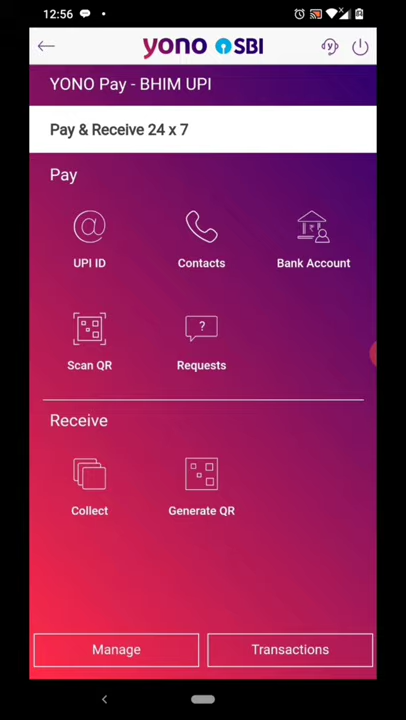 12:56
yono SBI
YONO Pay - BHIM UPI
Pay & Receive 24 x 7
Pay
UPI ID
Contacts
Bank Account
Scan QR
Requests
Receive
Collect
Generate QR
Manage
Transactions